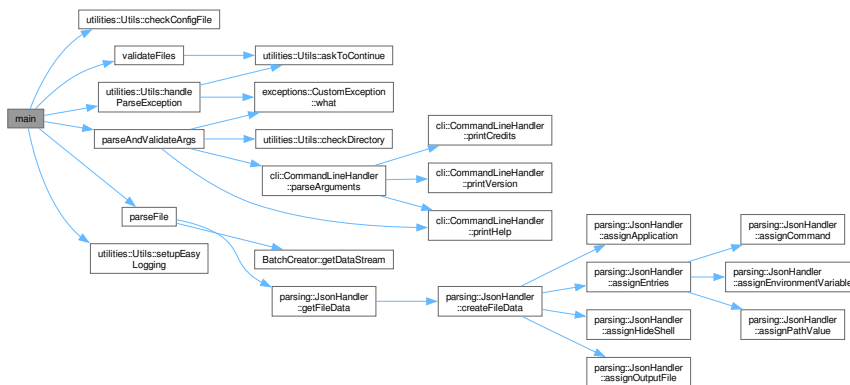 main
utilities::Utils::checkConfigFile
validateFiles
utilities::Utils::handle
ParseException
parseAndValidateArgs
parseFile
utilities::Utils::setupEasy
Logging
utilities::Utils::askToContinue
exceptions::CustomException
::what
utilities::Utils::checkDirectory
cli::CommandLineHandler
::parseArguments
BatchCreator::getDataStream
parsing::JsonHandler
::getFileData
cli::CommandLineHandler
::printCredits
cli::CommandLineHandler
::printVersion
cli::CommandLineHandler
::printHelp
parsing::JsonHandler
::createFileData
parsing::JsonHandler
::assignApplication
parsing::JsonHandler
::assignEntries
parsing::JsonHandler
::assignHideShell
parsing::JsonHandler
::assignOutputFile
parsing::JsonHandler
::assignCommand
parsing::JsonHandler
::assignEnvironmentVariable
parsing::JsonHandler
::assignPathValue